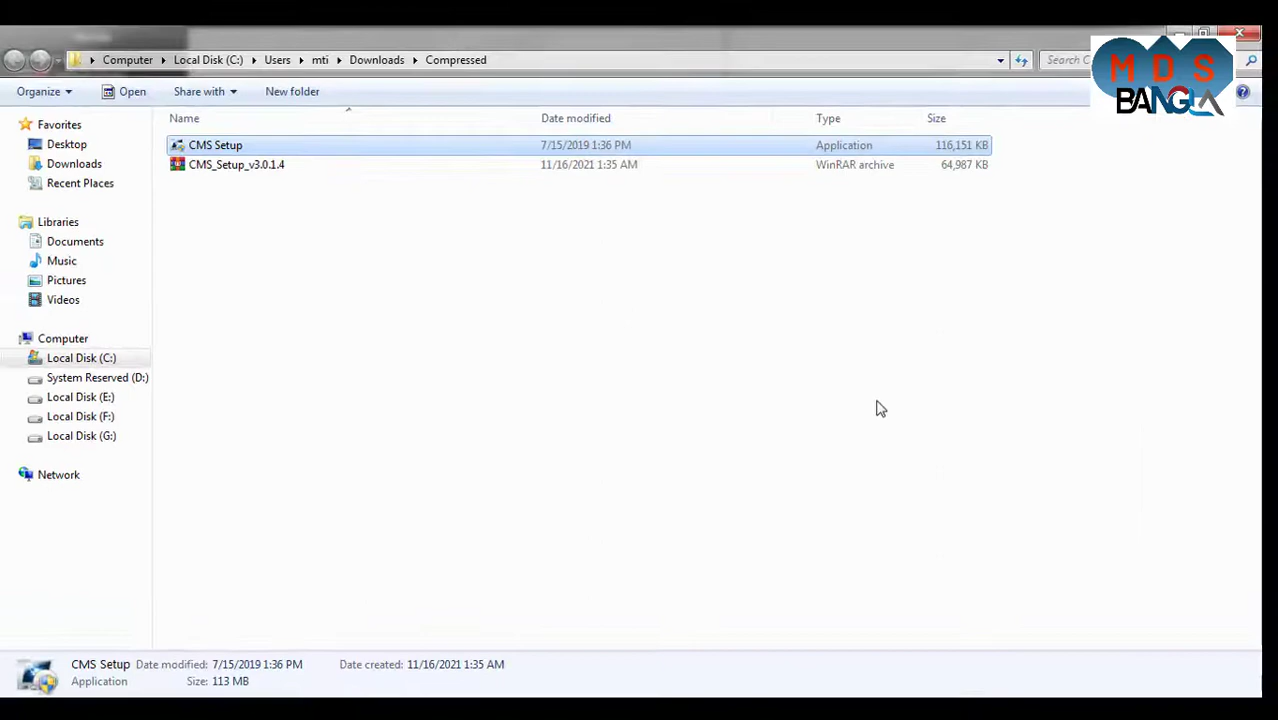 Computer Local Disk (C:) Users mti Downloads Compressed
Search C
M D S
BANGLA
Organize Open Share with New folder
Name Date modified Type Size
CMS Setup 7/15/2019 1:36 PM Application 116,151 KB
CMS_Setup_v3.0.1.4 11/16/2021 1:35 AM WinRAR archive 64,987 KB
Favorites
Desktop
Downloads
Recent Places
Libraries
Documents
Music
Pictures
Videos
Computer
Local Disk (C:)
System Reserved (D:)
Local Disk (E:)
Local Disk (F:)
Local Disk (G:)
Network
CMS Setup Date modified: 7/15/2019 1:36 PM Date created: 11/16/2021 1:35 AM
Application Size: 113 MB